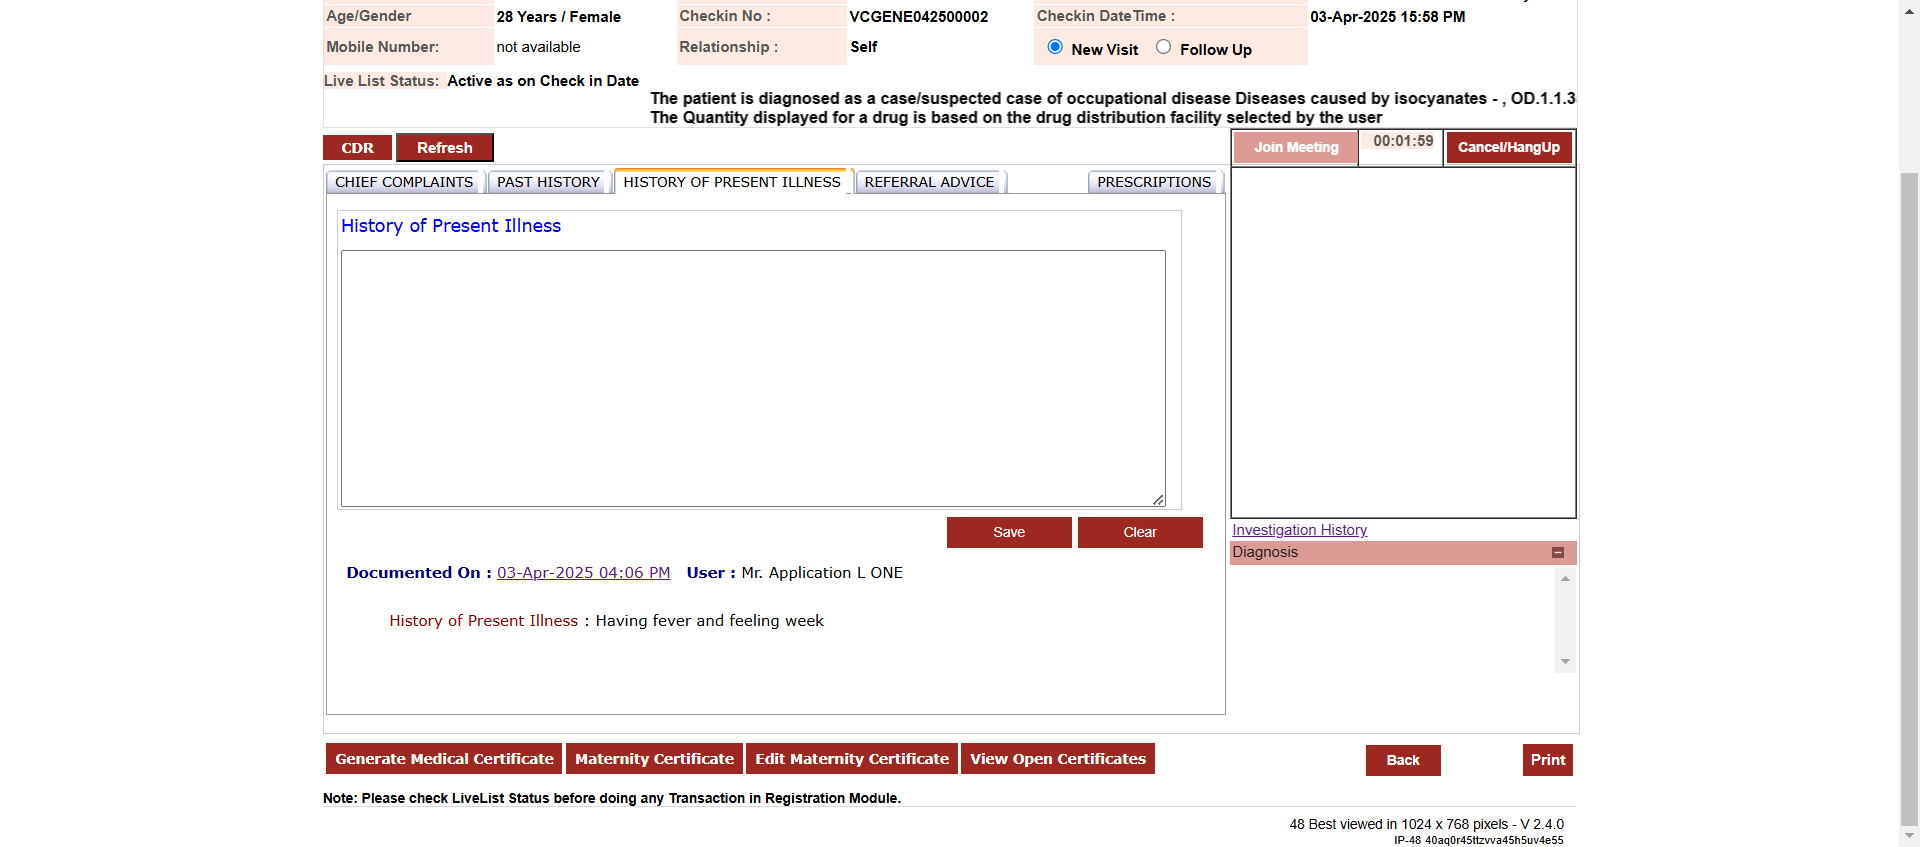 Age/Gender 28 Years / Female Checkin No : VCGENE042500002 Checkin DateTime : 03-Apr-2025 15:58 PM
Mobile Number: not available Relationship : Self New Visit Follow Up
Live List Status: Active as on Check in Date
The patient is diagnosed as a case/suspected case of occupational disease Diseases caused by isocyanates - , OD.1.1.3
The Quantity displayed for a drug is based on the drug distribution facility selected by the user
CDR Refresh Join Meeting 00:01:59 Cancel/HangUp
CHIEF COMPLAINTS PAST HISTORY HISTORY OF PRESENT ILLNESS REFERRAL ADVICE PRESCRIPTIONS
History of Present Illness
Save Clear
Investigation History
Diagnosis
Documented On : 03-Apr-2025 04:06 PM User : Mr. Application L ONE
History of Present Illness : Having fever and feeling week
Generate Medical Certificate Maternity Certificate Edit Maternity Certificate View Open Certificates Back Print
Note: Please check LiveList Status before doing any Transaction in Registration Module.
48 Best viewed in 1024 x 768 pixels - V 2.4.0
IP-48 40aq0r45ttzvva45h5uv4e55